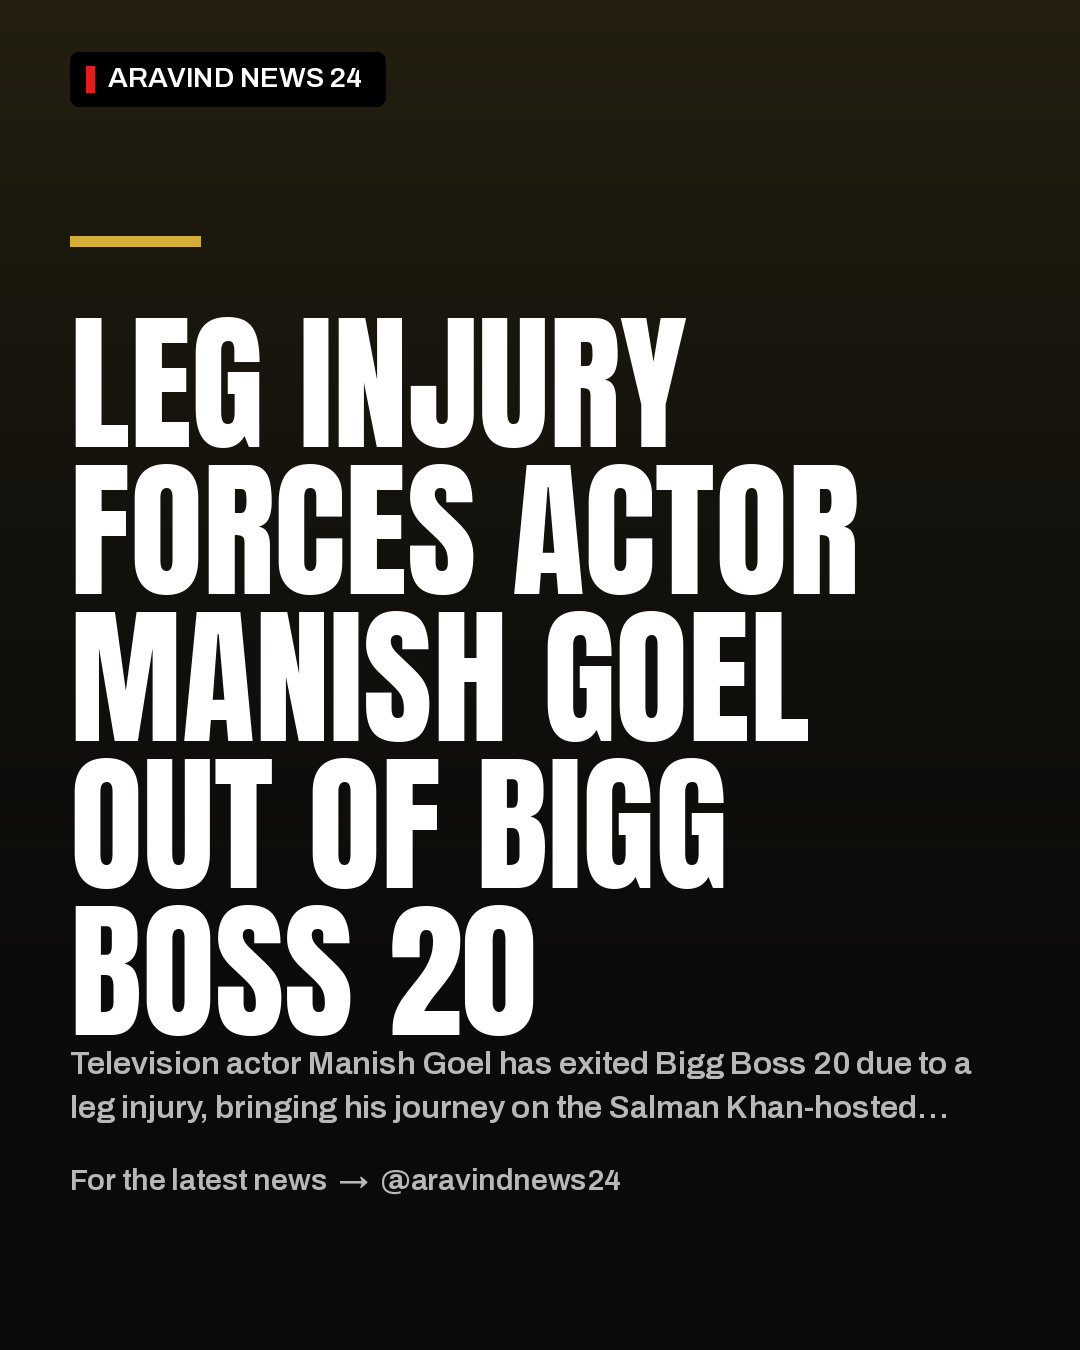 ARAVIND NEWS 24
LEG INJURY
FORCES ACTOR
MANISH GOEL
OUT OF BIGG
BOSS 20
Television actor Manish Goel has exited Bigg Boss 20 due to a
leg injury, bringing his journey on the Salman Khan-hosted...
For the latest news → @aravindnews24